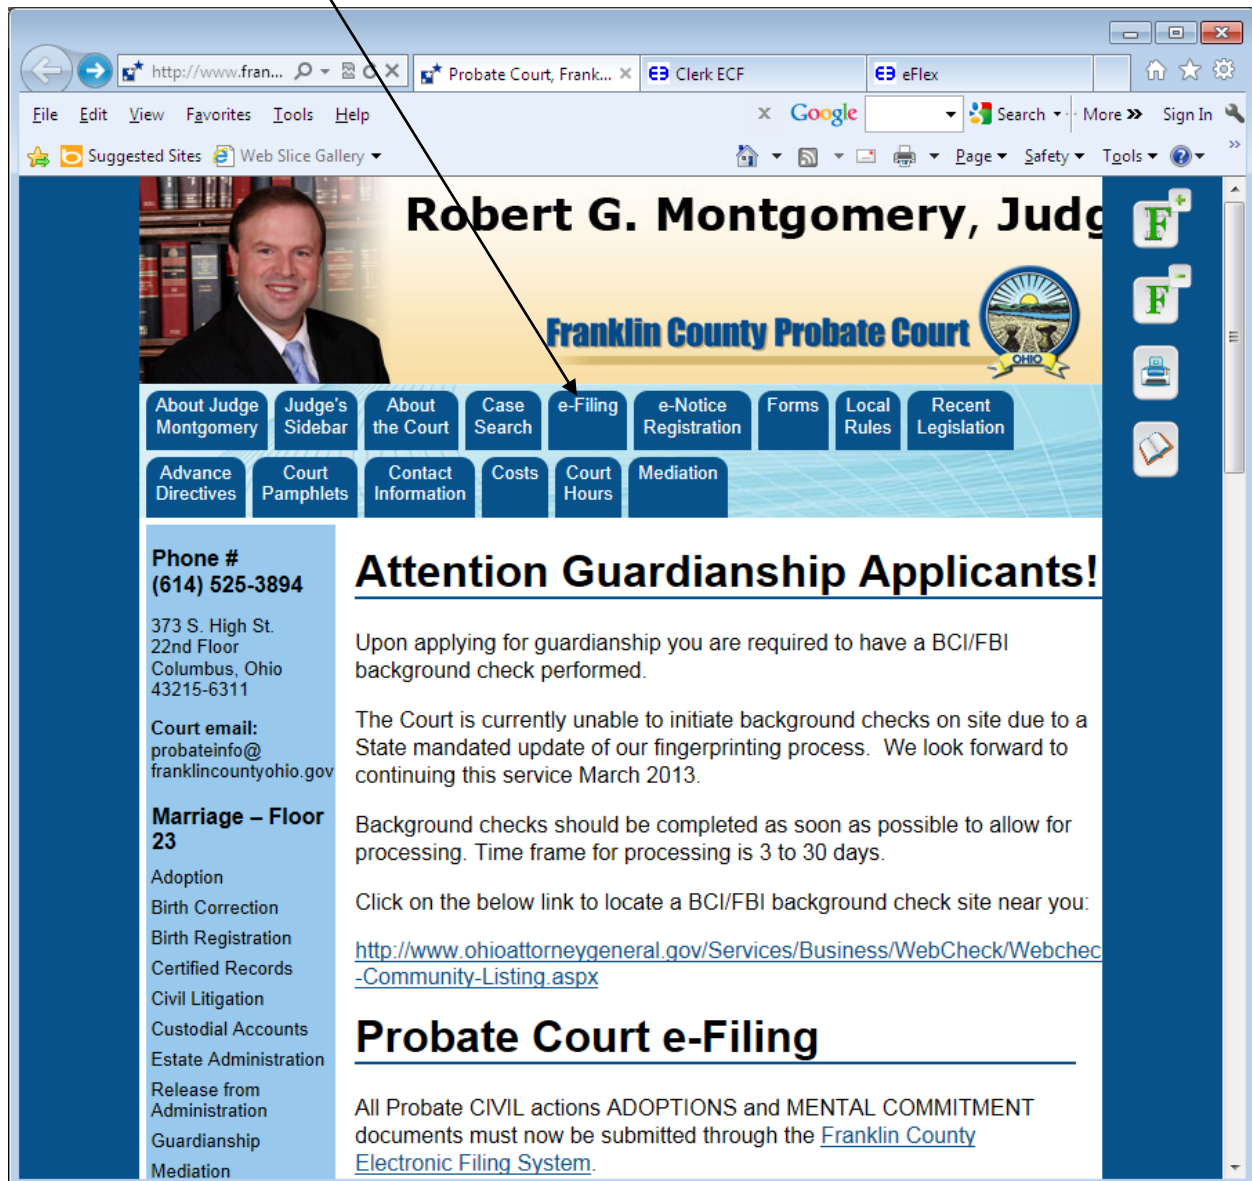 http://www.fran...
Probate Court, Frank...
Clerk ECF
eFlex
File Edit View Favorites Tools Help
x Google Search More » Sign In
Suggested Sites Web Slice Gallery
Page Safety Tools
Robert G. Montgomery, Judg
Franklin County Probate Court
OHIO
F+
F-
About Judge
Montgomery
Judge's
Sidebar
About
the Court
Case
Search
e-Filing
e-Notice
Registration
Forms
Local
Rules
Recent
Legislation
Advance
Directives
Court
Pamphlets
Contact
Information
Costs
Court
Hours
Mediation
Phone #
(614) 525-3894
373 S. High St.
22nd Floor
Columbus, Ohio
43215-6311
Court email:
probateinfo@
franklincountyohio.gov
Marriage – Floor
23
Adoption
Birth Correction
Birth Registration
Certified Records
Civil Litigation
Custodial Accounts
Estate Administration
Release from
Administration
Guardianship
Mediation
Attention Guardianship Applicants!
Upon applying for guardianship you are required to have a BCI/FBI
background check performed.
The Court is currently unable to initiate background checks on site due to a
State mandated update of our fingerprinting process.  We look forward to
continuing this service March 2013.
Background checks should be completed as soon as possible to allow for
processing. Time frame for processing is 3 to 30 days.
Click on the below link to locate a BCI/FBI background check site near you:
http://www.ohioattorneygeneral.gov/Services/Business/WebCheck/Webchec
-Community-Listing.aspx
Probate Court e-Filing
All Probate CIVIL actions ADOPTIONS and MENTAL COMMITMENT
documents must now be submitted through the Franklin County
Electronic Filing System.